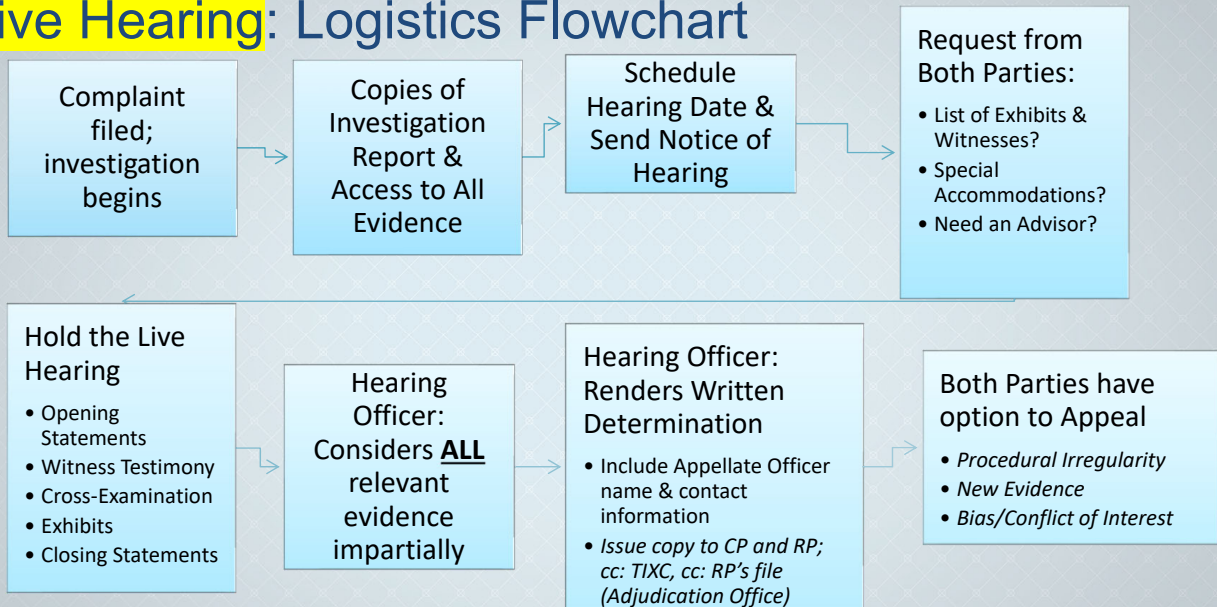 ive Hearing: Logistics Flowchart
Complaint
filed;
investigation
begins
Copies of
Investigation
Report &
Access to All
Evidence
Schedule
Hearing Date &
Send Notice of
Hearing
Request from
Both Parties:
• List of Exhibits &
Witnesses?
• Special
Accommodations?
• Need an Advisor?
Hold the Live
Hearing
• Opening
Statements
• Witness Testimony
• Cross-Examination
• Exhibits
• Closing Statements
Hearing
Officer:
Considers ALL
relevant
evidence
impartially
Hearing Officer:
Renders Written
Determination
• Include Appellate Officer
name & contact
information
• Issue copy to CP and RP;
cc: TIXC, cc: RP's file
(Adjudication Office)
Both Parties have
option to Appeal
• Procedural Irregularity
• New Evidence
• Bias/Conflict of Interest